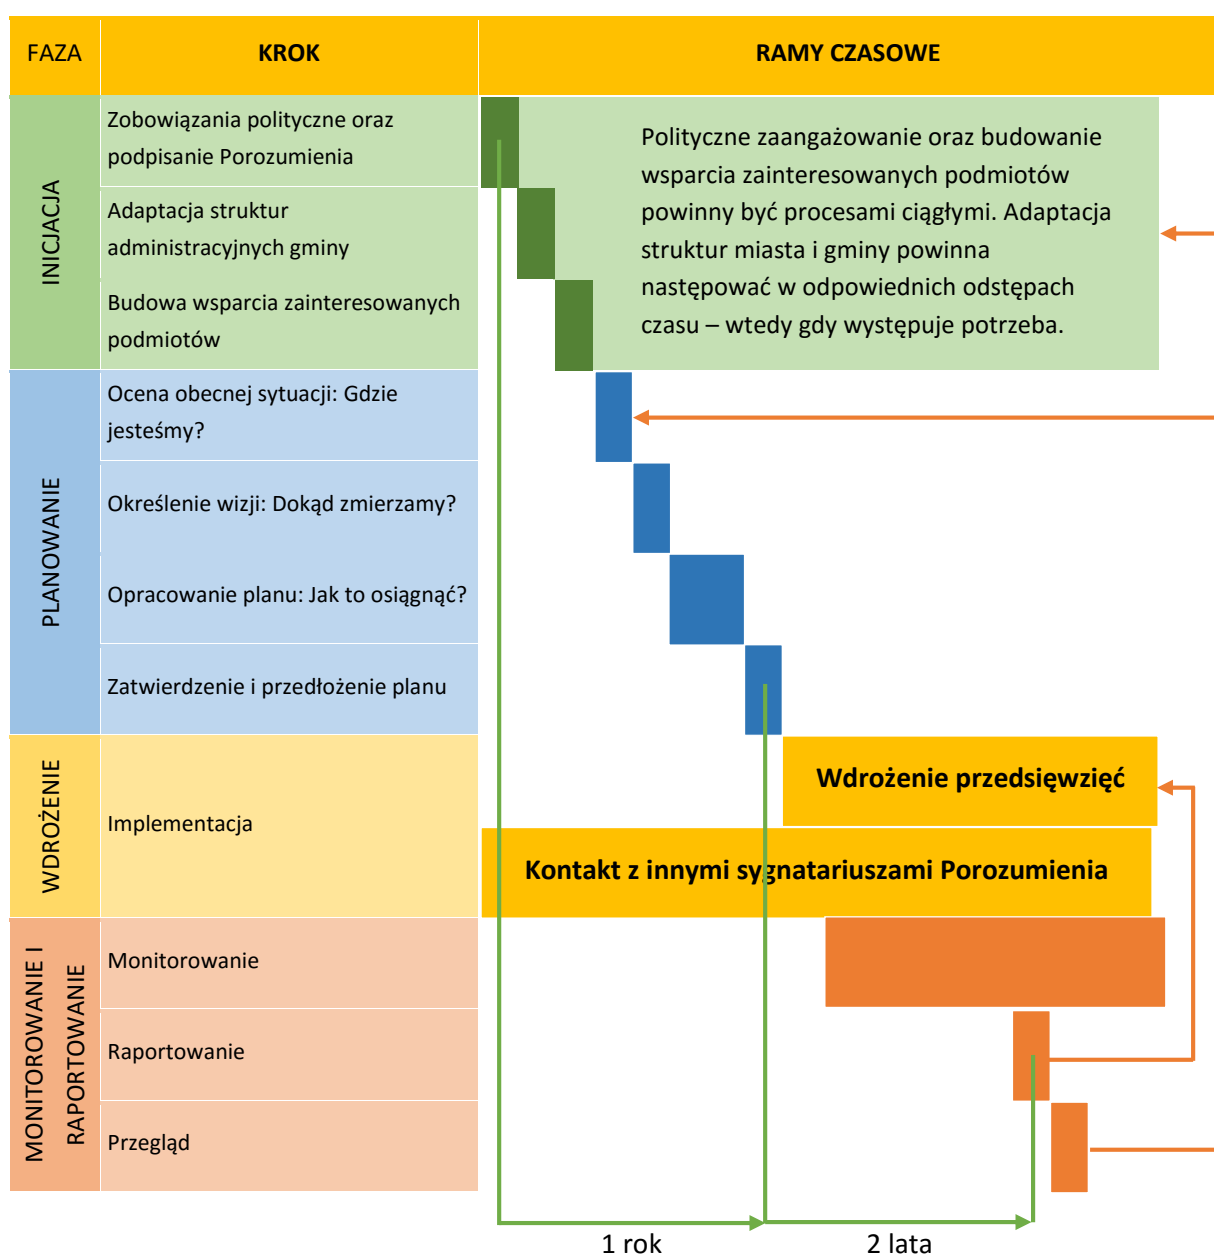 FAZA
KROK
RAMY CZASOWE
INICJACJA
Zobowiązania polityczne oraz
podpisanie Porozumienia
Polityczne zaangażowanie oraz budowanie
wsparcia zainteresowanych podmiotów
powinny być procesami ciągłymi. Adaptacja
struktur miasta i gminy powinna
następować w odpowiednich odstępach
czasu – wtedy gdy występuje potrzeba.
Adaptacja struktur
administracyjnych gminy
Budowa wsparcia zainteresowanych
podmiotów
PLANOWANIE
Ocena obecnej sytuacji: Gdzie
jesteśmy?
Określenie wizji: Dokąd zmierzamy?
Opracowanie planu: Jak to osiągnąć?
Zatwierdzenie i przedłożenie planu
WDROŻENIE
Implementacja
Wdrożenie przedsięwzięć
Kontakt z innymi sygnatariuszami Porozumienia
MONITOROWANIE I
RAPORTOWANIE
Monitorowanie
Raportowanie
Przegląd
1 rok
2 lata